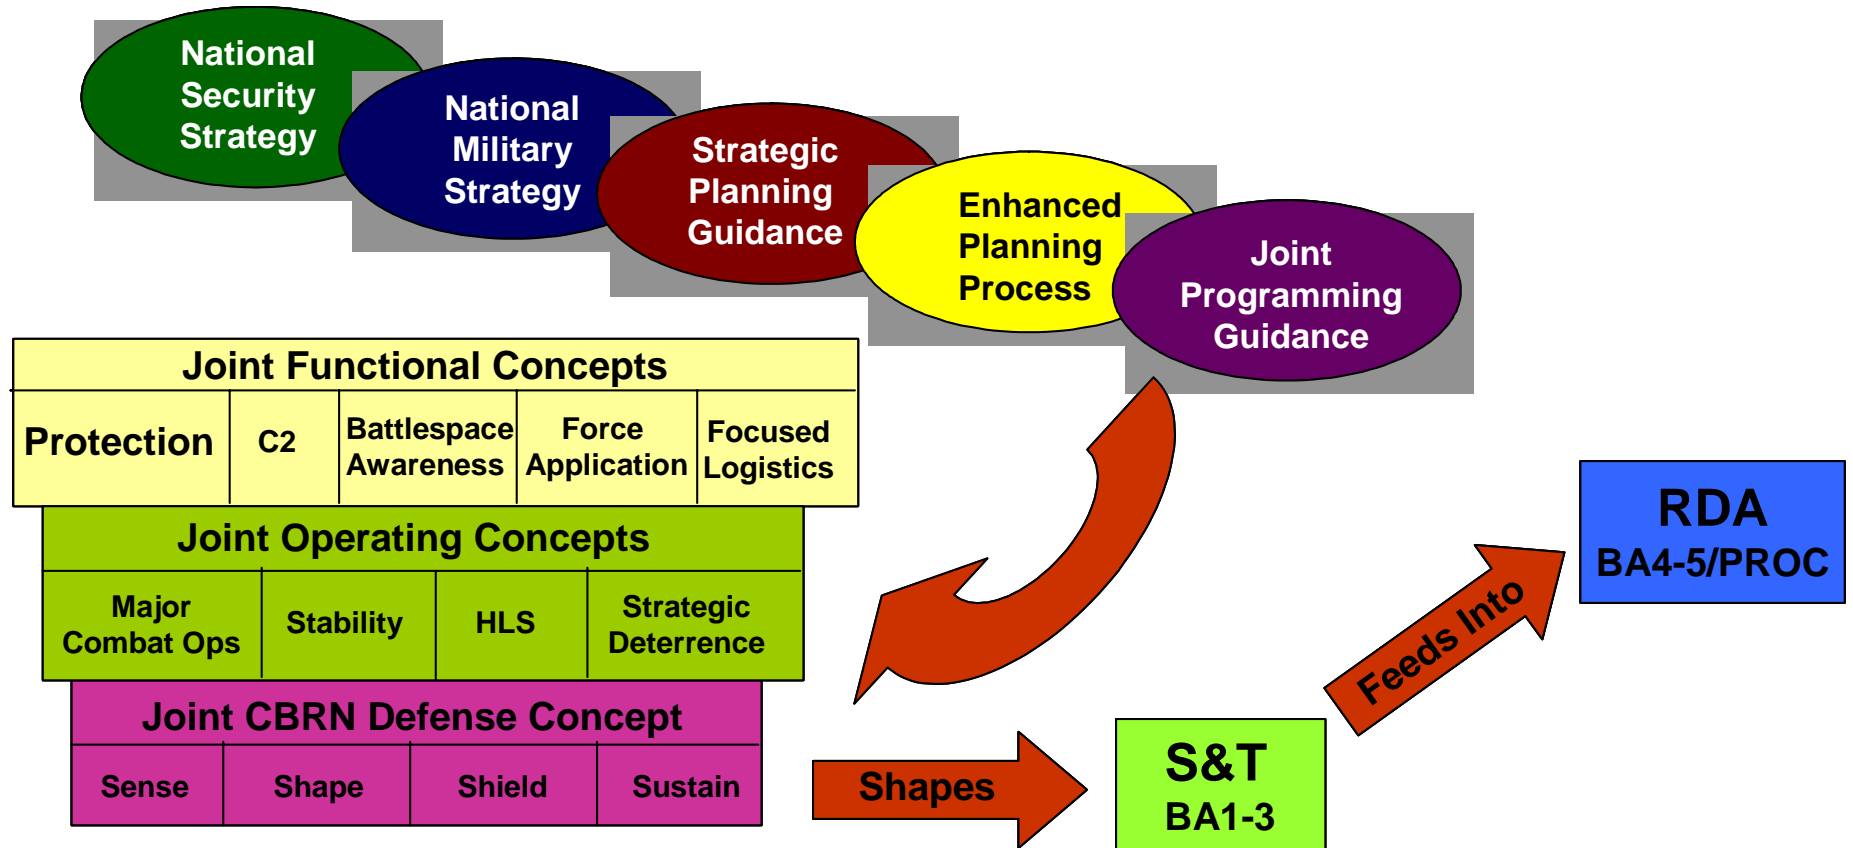 National
Security
Strategy
National
Military
Strategy
Strategic
Planning
Guidance
Enhanced
Planning
Process
Joint
Programming
Guidance
Joint Functional Concepts
Protection
C2
Battlespace
Awareness
Force
Application
Focused
Logistics
Joint Operating Concepts
Major
Combat Ops
Stability
HLS
Strategic
Deterrence
Joint CBRN Defense Concept
Sense
Shape
Shield
Sustain
Shapes
S&T
BA1-3
Feeds Into
RDA
BA4-5/PROC